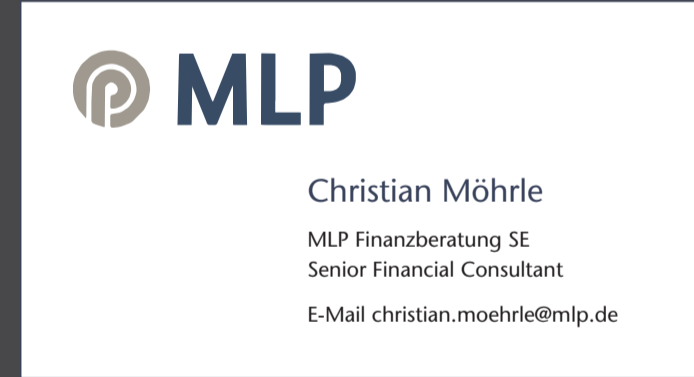 MLP
Christian Möhrle
MLP Finanzberatung SE
Senior Financial Consultant
E-Mail christian.moehrle@mlp.de